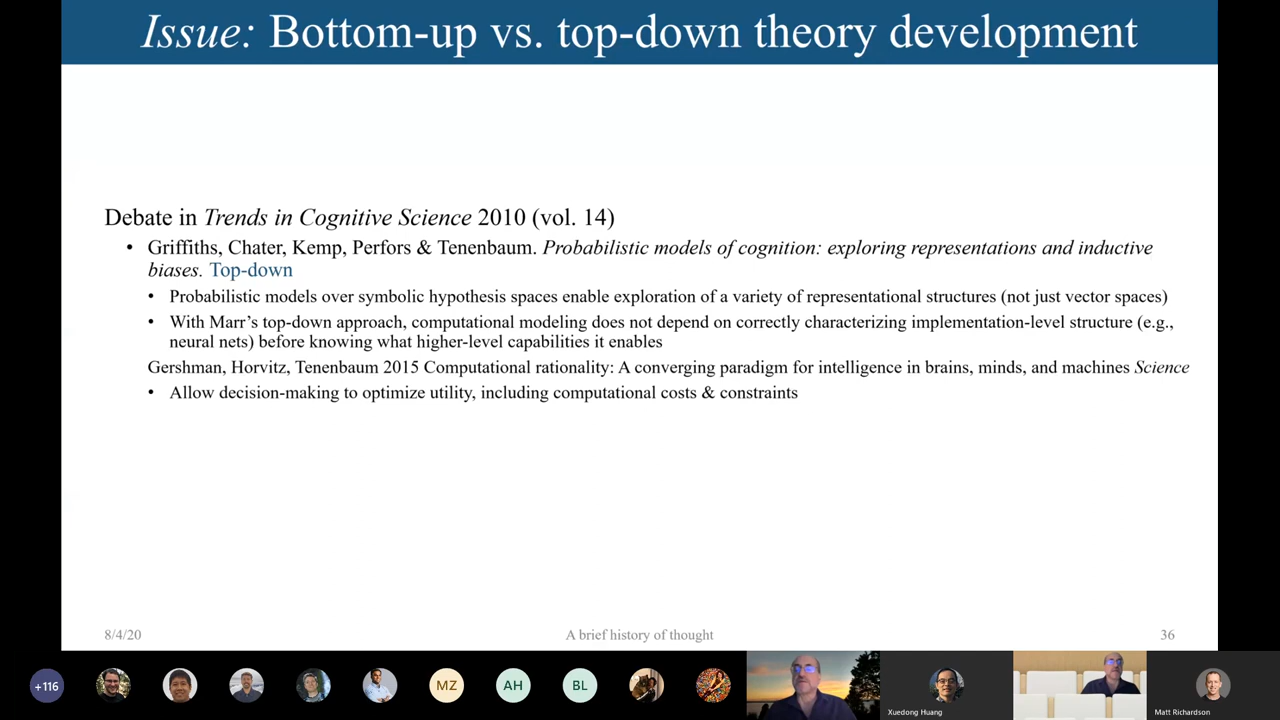 Issue: Bottom-up vs. top-down theory development
Debate in Trends in Cognitive Science 2010 (vol. 14)
• Griffiths, Chater, Kemp, Perfors & Tenenbaum. Probabilistic models of cognition: exploring representations and inductive
biases. Top-down
• Probabilistic models over symbolic hypothesis spaces enable exploration of a variety of representational structures (not just vector spaces)
• With Marr’s top-down approach, computational modeling does not depend on correctly characterizing implementation-level structure (e.g.,
neural nets) before knowing what higher-level capabilities it enables
Gershman, Horvitz, Tenenbaum 2015 Computational rationality: A converging paradigm for intelligence in brains, minds, and machines Science
• Allow decision-making to optimize utility, including computational costs & constraints
8/4/20 A brief history of thought 36
+116 MZ AH BL
Xuedong Huang Matt Richardson